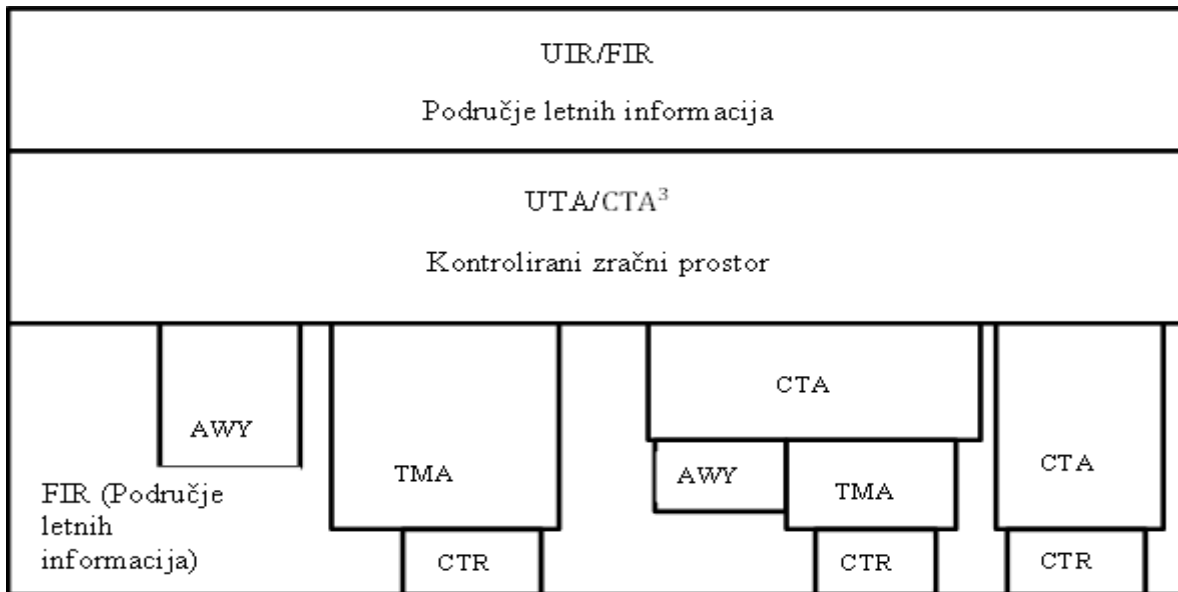 UIR/FIR
Područje letnih informacija
UTA/CTA³
Kontrolirani zračni prostor
AWY
TMA
CTR
FIR (Područje
letnih
informacija)
CTA
AWY
TMA
CTR
CTA
CTR